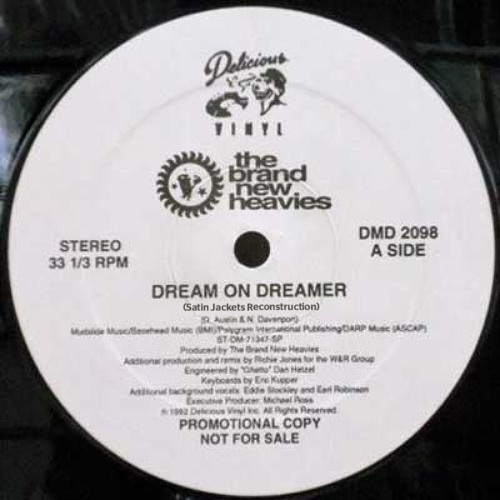 Delicious
VINYL
the
brand
new
heavies
STEREO
33 1/3 RPM
DMD 2098
A SIDE
DREAM ON DREAMER
(Satin Jackets Reconstruction)
(D. Austin & N. Davenport)
Mutblide Music/Basehead Music (BMI)/Polygram International Publishing/DARP Music (ASCAP)
ST-DM-71347-SP
Produced by The Brand New Heavies
Additional production and remix by Richie Jones for the W&R Group
Engineered by "Ghetto" Dan Hetzel
Keyboards by Eric Kupper
Additional background vocals: Eddie Stockley and Earl Robinson
Executive Producer: Michael Ross
℗ 1992 Delicious Vinyl Inc. All Rights Reserved.
PROMOTIONAL COPY
NOT FOR SALE